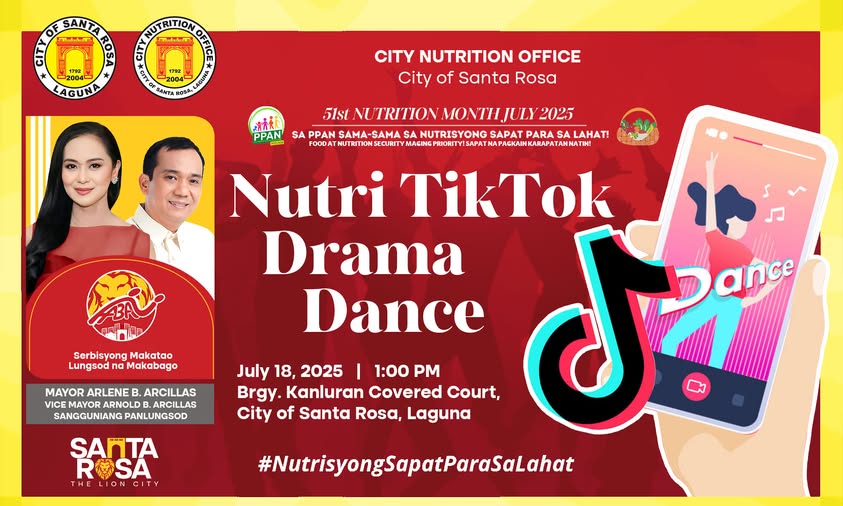 CITY OF SANTA ROSA
1792
2004
LAGUNA
CITY NUTRITION OFFICE
1792
2004
CITY OF SANTA ROSA, LAGUNA
CITY NUTRITION OFFICE
City of Santa Rosa
51st NUTRITION MONTH JULY 2025
PPAN
SA PPAN SAMA-SAMA SA NUTRISYONG SAPAT PARA SA LAHAT!
FOOD AT NUTRITION SECURITY MAGING PRIORITY! SAPAT NA PAGKAIN KARAPATAN NATIN!
Nutri TikTok
Drama
Dance
Dance
July 18, 2025 | 1:00 PM
Brgy. Kanluran Covered Court,
City of Santa Rosa, Laguna
#NutrisyongSapatParaSaLahat
ABA
Serbisyong Makatao
Lungsod na Makabago
MAYOR ARLENE B. ARCILLAS
VICE MAYOR ARNOLD B. ARCILLAS
SANGGUNIANG PANLUNGSOD
SANTA
ROSA
THE LION CITY